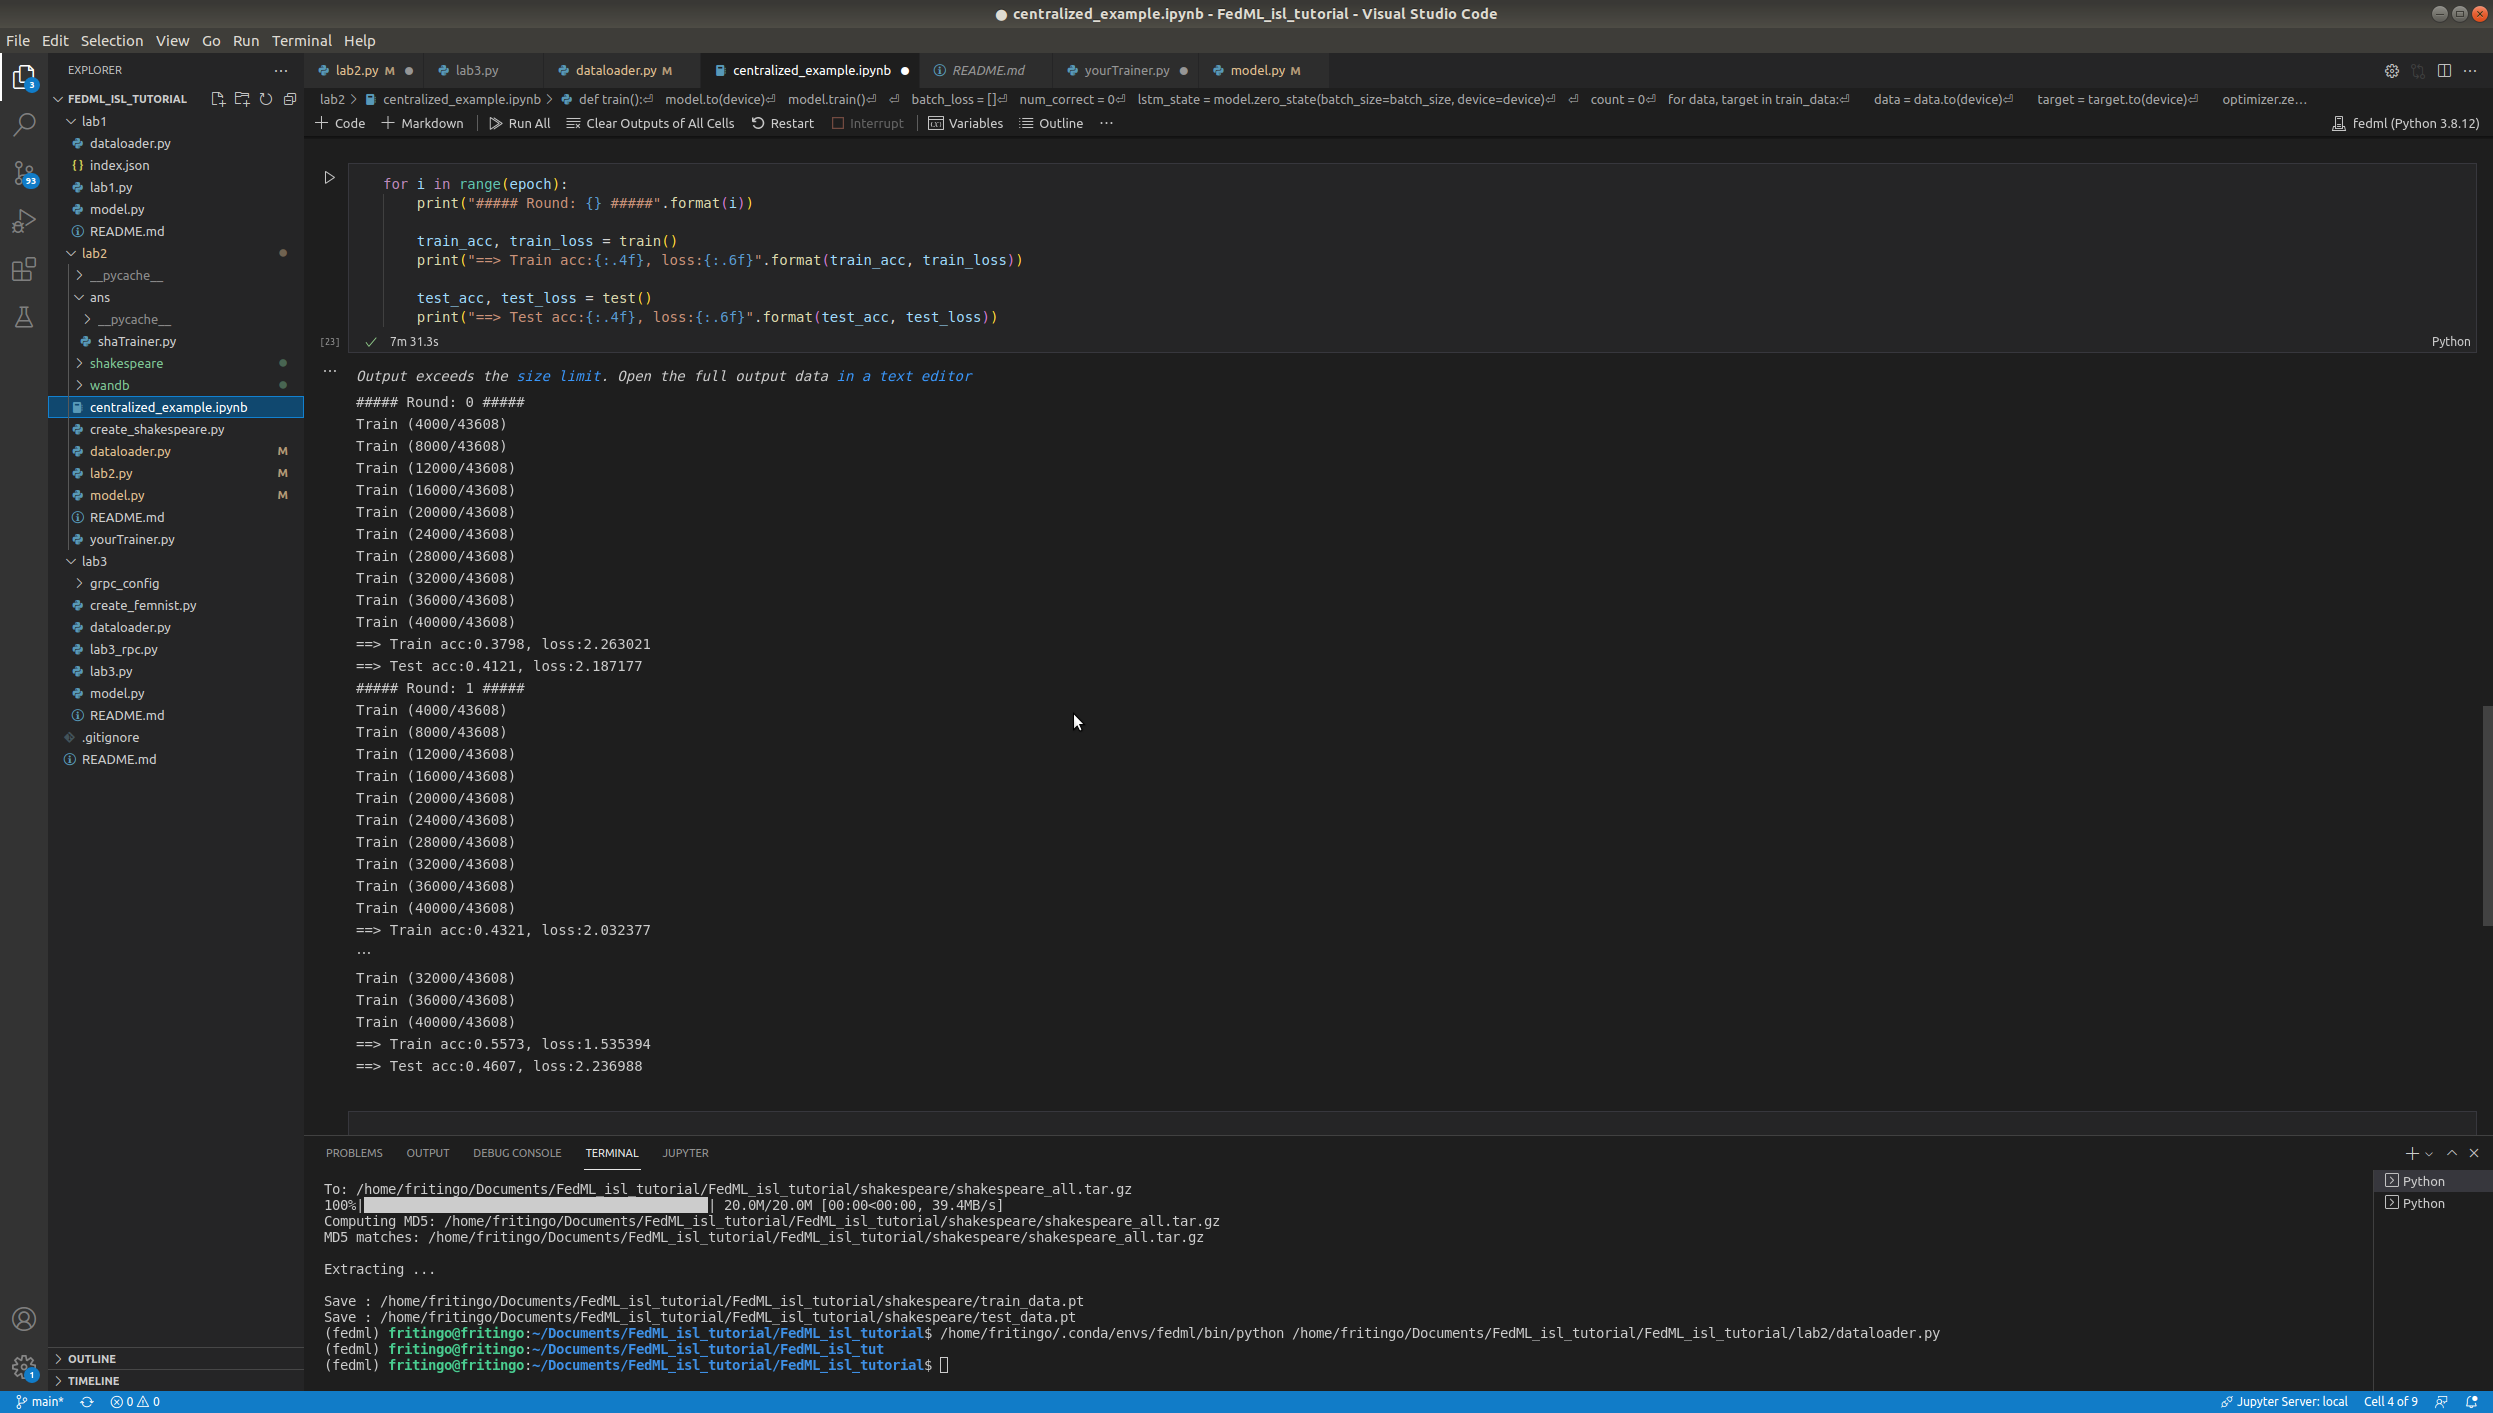 ● centralized_example.ipynb - FedML_isl_tutorial - Visual Studio Code
File Edit Selection View Go Run Terminal Help
EXPLORER
lab2.py M
lab3.py
dataloader.py M
centralized_example.ipynb
README.md
yourTrainer.py
model.py M
FEDML_ISL_TUTORIAL
lab1
dataloader.py
index.json
lab1.py
model.py
README.md
lab2
__pycache__
ans
__pycache__
shaTrainer.py
shakespeare
wandb
centralized_example.ipynb
create_shakespeare.py
dataloader.py M
lab2.py M
model.py M
README.md
yourTrainer.py
lab3
grpc_config
create_femnist.py
dataloader.py
lab3_rpc.py
lab3.py
model.py
README.md
.gitignore
README.md
OUTLINE
TIMELINE
3
93
1
lab2 > centralized_example.ipynb > def train():⏎ model.to(device)⏎ model.train()⏎ ⏎ batch_loss = []⏎ num_correct = 0⏎ lstm_state = model.zero_state(batch_size=batch_size, device=device)⏎ ⏎ count = 0⏎ for data, target in train_data:⏎ data = data.to(device)⏎ target = target.to(device)⏎ optimizer.ze…
+ Code + Markdown Run All Clear Outputs of All Cells Restart Interrupt Variables Outline ··· fedml (Python 3.8.12)
for i in range(epoch):
print("##### Round: {} #####".format(i))
train_acc, train_loss = train()
print("==> Train acc:{:.4f}, loss:{:.6f}".format(train_acc, train_loss))
test_acc, test_loss = test()
print("==> Test acc:{:.4f}, loss:{:.6f}".format(test_acc, test_loss))
[23] 7m 31.3s Python
Output exceeds the size limit. Open the full output data in a text editor
##### Round: 0 #####
Train (4000/43608)
Train (8000/43608)
Train (12000/43608)
Train (16000/43608)
Train (20000/43608)
Train (24000/43608)
Train (28000/43608)
Train (32000/43608)
Train (36000/43608)
Train (40000/43608)
==> Train acc:0.3798, loss:2.263021
==> Test acc:0.4121, loss:2.187177
##### Round: 1 #####
Train (4000/43608)
Train (8000/43608)
Train (12000/43608)
Train (16000/43608)
Train (20000/43608)
Train (24000/43608)
Train (28000/43608)
Train (32000/43608)
Train (36000/43608)
Train (40000/43608)
==> Train acc:0.4321, loss:2.032377
...
Train (32000/43608)
Train (36000/43608)
Train (40000/43608)
==> Train acc:0.5573, loss:1.535394
==> Test acc:0.4607, loss:2.236988
PROBLEMS OUTPUT DEBUG CONSOLE TERMINAL JUPYTER
To: /home/fritingo/Documents/FedML_isl_tutorial/FedML_isl_tutorial/shakespeare/shakespeare_all.tar.gz
100%| | 20.0M/20.0M [00:00<00:00, 39.4MB/s]
Computing MD5: /home/fritingo/Documents/FedML_isl_tutorial/FedML_isl_tutorial/shakespeare/shakespeare_all.tar.gz
MD5 matches: /home/fritingo/Documents/FedML_isl_tutorial/FedML_isl_tutorial/shakespeare/shakespeare_all.tar.gz
Extracting ...
Save : /home/fritingo/Documents/FedML_isl_tutorial/FedML_isl_tutorial/shakespeare/train_data.pt
Save : /home/fritingo/Documents/FedML_isl_tutorial/FedML_isl_tutorial/shakespeare/test_data.pt
(fedml) fritingo@fritingo:~/Documents/FedML_isl_tutorial/FedML_isl_tutorial$ /home/fritingo/.conda/envs/fedml/bin/python /home/fritingo/Documents/FedML_isl_tutorial/FedML_isl_tutorial/lab2/dataloader.py
(fedml) fritingo@fritingo:~/Documents/FedML_isl_tutorial/FedML_isl_tut
(fedml) fritingo@fritingo:~/Documents/FedML_isl_tutorial/FedML_isl_tutorial$
Python
Python
main* 0 0
Jupyter Server: local Cell 4 of 9